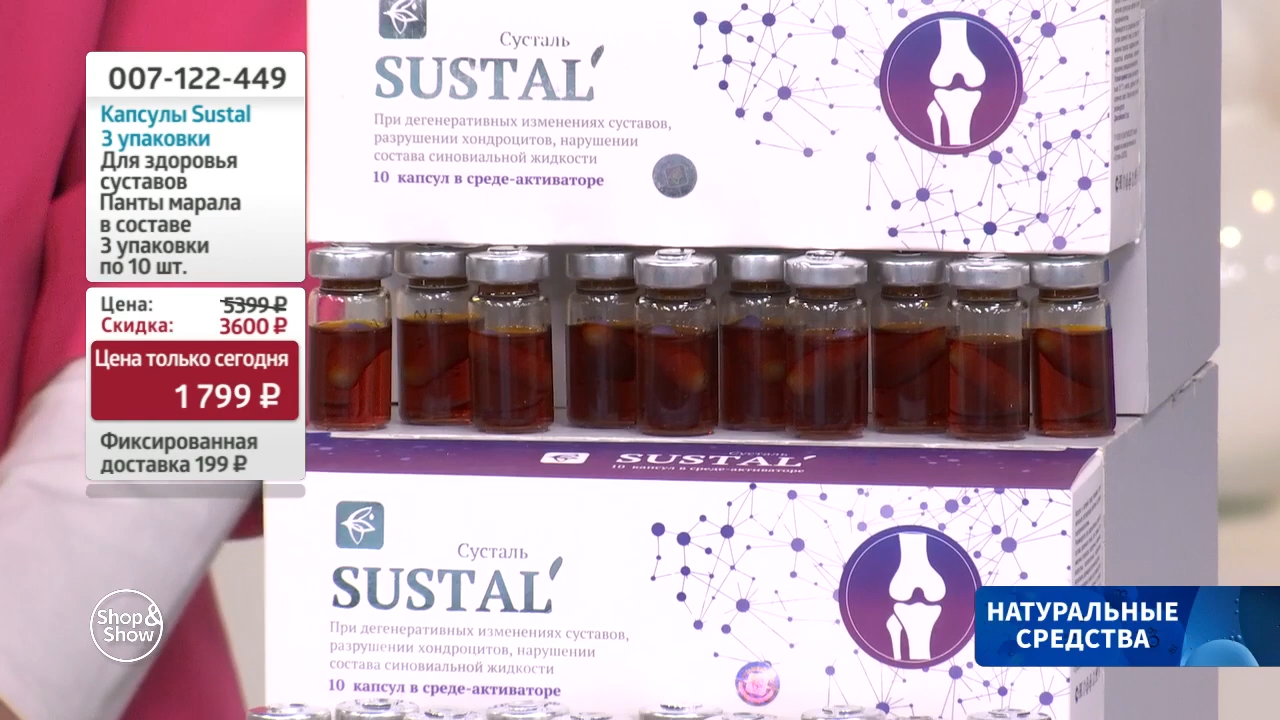 007-122-449
Капсулы Sustal
3 упаковки
Для здоровья
суставов
Панты марала
в составе
3 упаковки
по 10 шт.
Цена: 5399 ₽
Скидка: 3600 ₽
Цена только сегодня
1 799 ₽
Фиксированная
доставка 199 ₽
Shop&
Show
Сусталь
SUSTAL'
При дегенеративных изменениях суставов,
разрушении хондроцитов, нарушении
состава синовиальной жидкости
10 капсул в среде-активаторе
Сусталь
SUSTAL'
10 капсул в среде-активаторе
Сусталь
SUSTAL'
При дегенеративных изменениях суставов,
разрушении хондроцитов, нарушении
состава синовиальной жидкости
10 капсул в среде-активаторе
НАТУРАЛЬНЫЕ
СРЕДСТВА